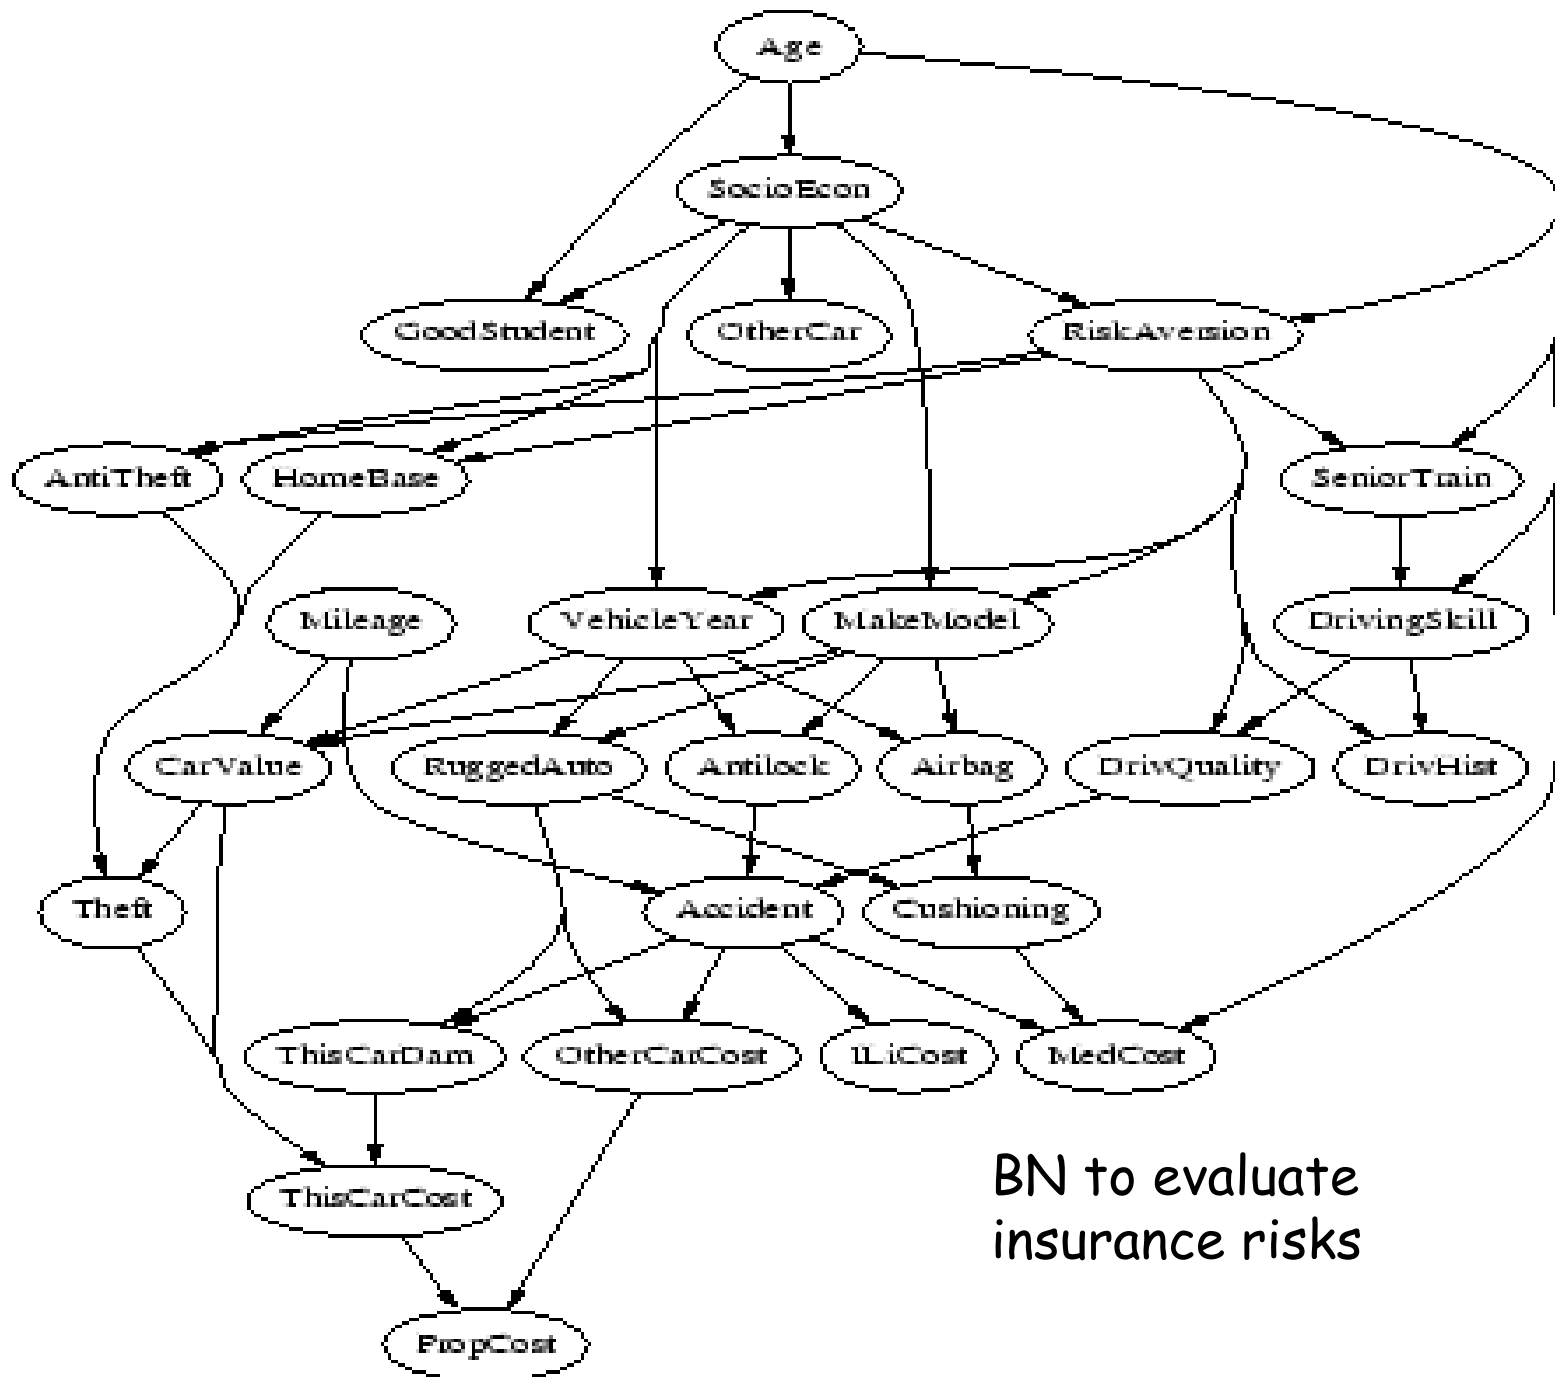 Age
SocioEcon
GoodStudent
OtherCar
RiskAversion
AntiTheft
HomeBase
SeniorTrain
Mileage
VehicleYear
MakeModel
DrivingSkill
CarValue
RuggedAuto
Antilock
Airbag
DrivQuality
DrivHist
Theft
Accident
Cushioning
ThisCarDam
OtherCarCost
ILiCost
MedCost
BN to evaluate
insurance risks
ThisCarCost
PropCost